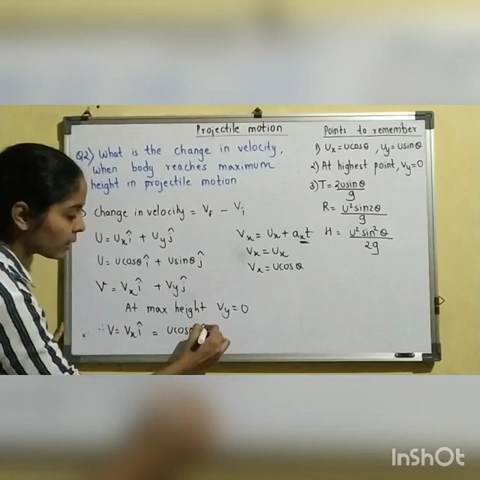 Projectile motion
Q2) What is the change in velocity,
when body reaches maximum
height in projectile motion
change in velocity = Vf - Vi
U = Uxî + Uyĵ
U = ucosθî + usinθĵ
V = Vxî + Vyĵ
At max height Vy = 0
∴ V = Vxî = ucosθ
Vx = Ux + axt
Vx = Ux
Vx = ucosθ
Points to remember
1) Ux = ucosθ, Uy = usinθ
2) At highest point, Vy = 0
3) T = 2usinθ/g
R = u²sin2θ/g
H = u²sin²θ/2g
InShOt